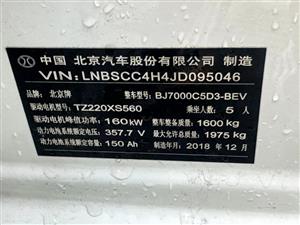 中国 北京汽车股份有限公司 制造
VIN: LNBSCC4H4JD095046
品牌: 北京牌 整车型号: BJ7000C5D3-BEV
驱动电机型号: TZ220XS560 乘坐人数: 5 人
驱动电机峰值功率: 160 kW 整车整备质量: 1600 kg
动力电池系统额定电压: 357.7 V 最大允许总质量: 1975 kg
动力电池系统额定容量: 150 Ah 制造年月: 2018 年 12 月